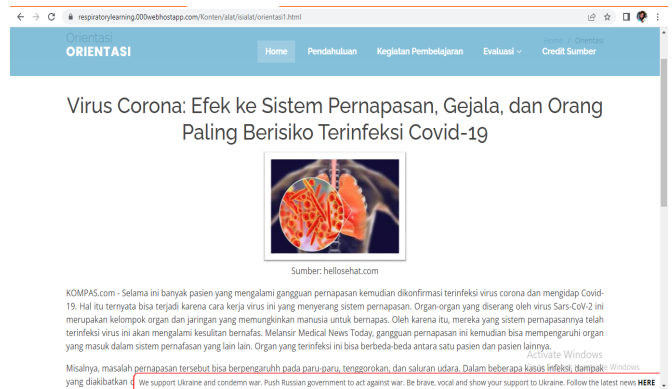 respiratorylearning.000webhostapp.com/Konten/alat/isialat/orientasi1.html
Orientasi
Home / Orientasi
ORIENTASI
Home Pendahuluan Kegiatan Pembelajaran Evaluasi Credit Sumber
Virus Corona: Efek ke Sistem Pernapasan, Gejala, dan Orang
Paling Berisiko Terinfeksi Covid-19
Sumber: hellosehat.com
KOMPAS.com - Selama ini banyak pasien yang mengalami gangguan pernapasan kemudian dikonfirmasi terinfeksi virus corona dan mengidap Covid-
19. Hal itu ternyata bisa terjadi karena cara kerja virus ini yang menyerang sistem pernapasan. Organ-organ yang diserang oleh virus Sars-CoV-2 ini
merupakan kelompok organ dan jaringan yang memungkinkan manusia untuk bernapas. Oleh karena itu, mereka yang sistem pernapasannya telah
terinfeksi virus ini akan mengalami kesulitan bernafas. Melansir Medical News Today, gangguan pernapasan ini kemudian bisa mempengaruhi organ
yang masuk dalam sistem pernafasan yang lain lain. Organ yang terinfeksi ini bisa berbeda-beda antara satu pasien dan pasien lainnya.
Activate Windows
Misalnya, masalah pernapasan tersebut bisa berpengaruhh pada paru-paru, tenggorokan, dan saluran udara. Dalam beberapa kasus infeksi, dampak
Windows
yang diakibatkan
We support Ukraine and condemn war. Push Russian government to act against war. Be brave, vocal and show your support to Ukraine. Follow the latest news HERE